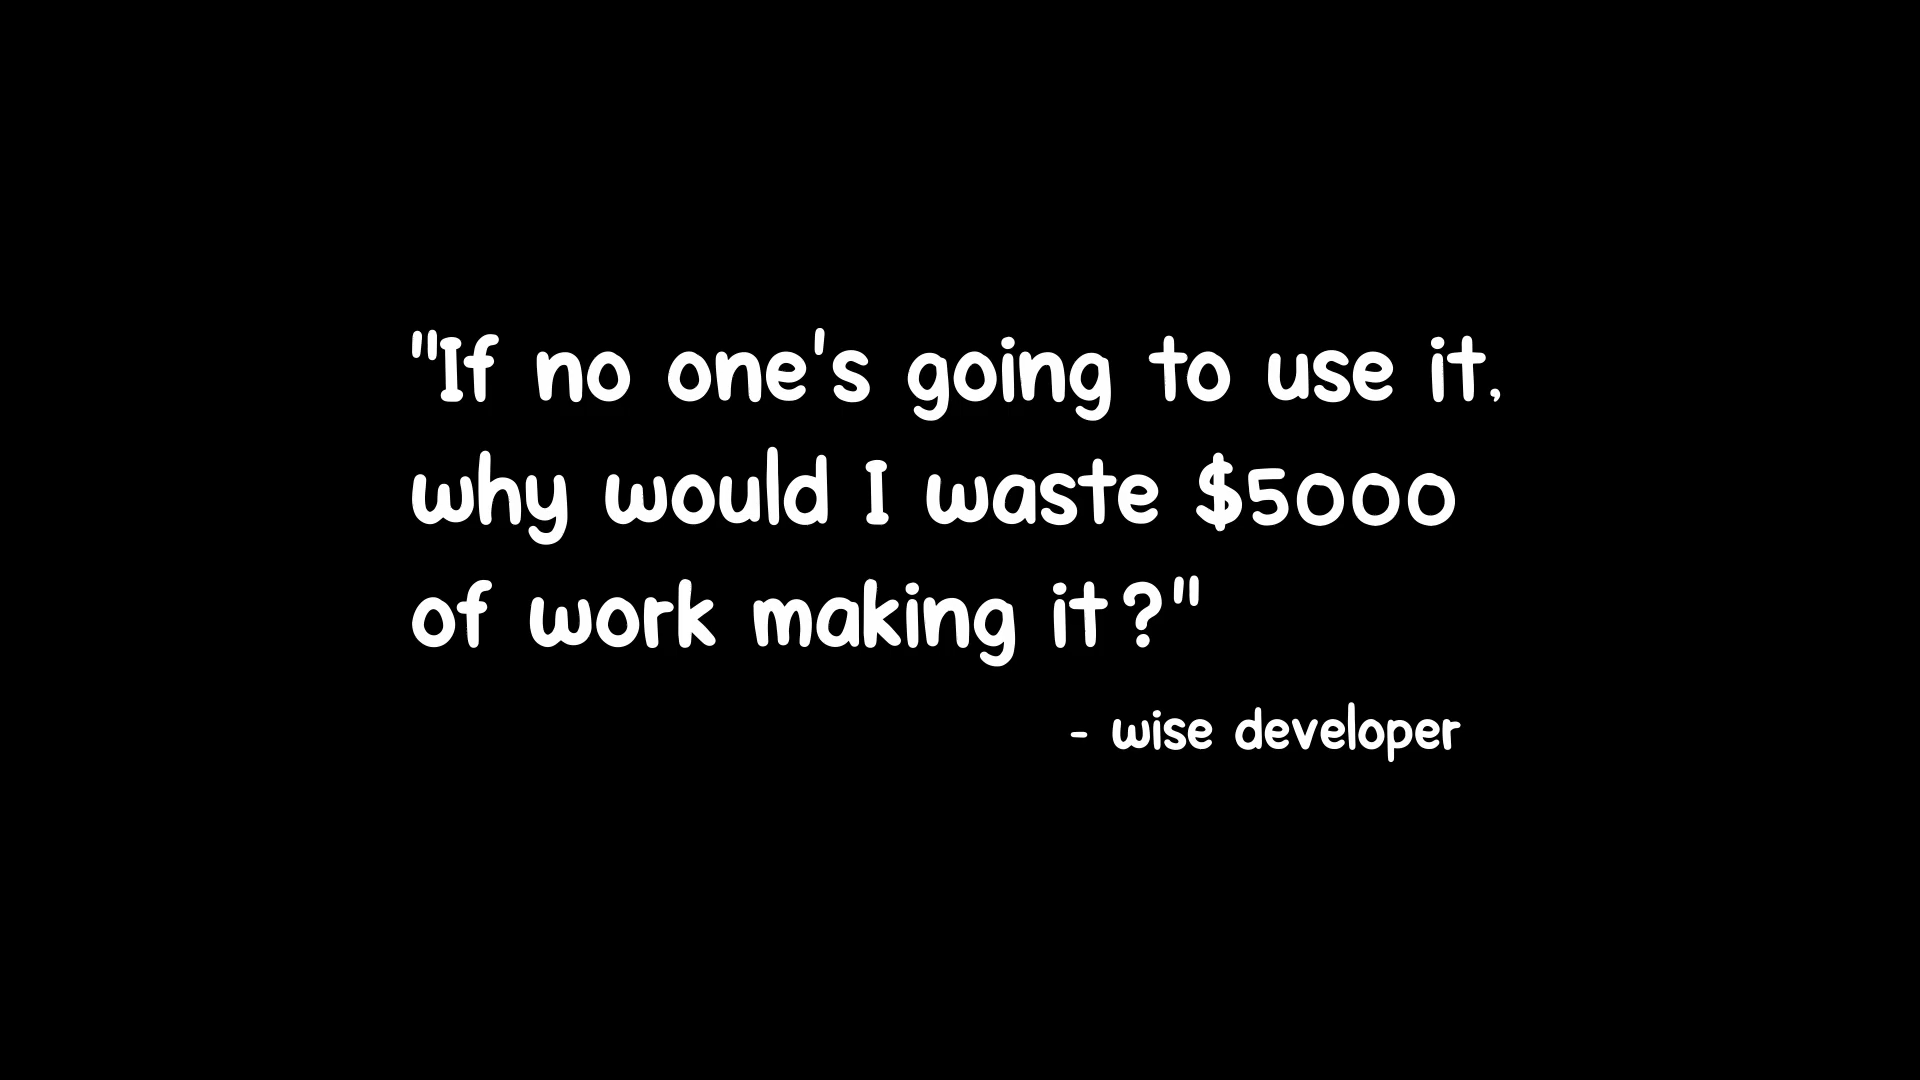 "If no one's going to use it,
why would I waste $5000
of work making it?"
- wise developer